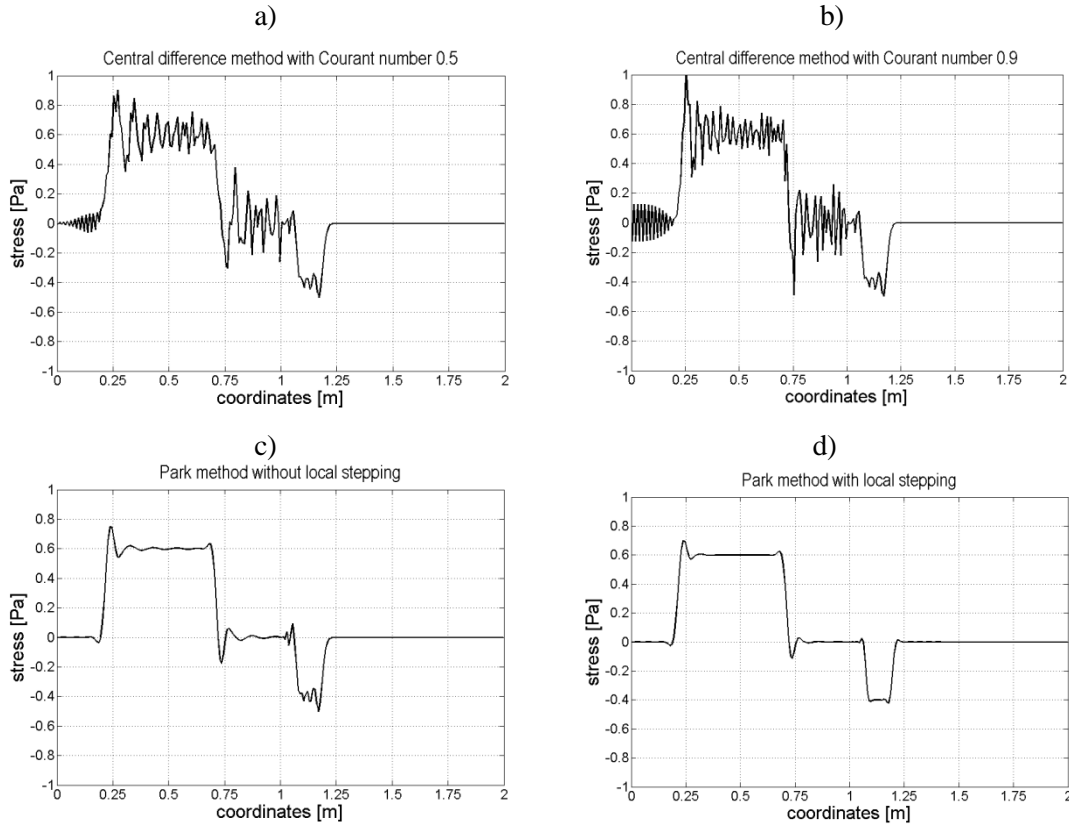 a)
Central difference method with Courant number 0.5
1
0.8
0.6
0.4
0.2
0
-0.2
-0.4
-0.6
-0.8
-1
stress [Pa]
0 0.25 0.5 0.75 1 1.25 1.5 1.75 2
coordinates [m]
b)
Central difference method with Courant number 0.9
1
0.8
0.6
0.4
0.2
0
-0.2
-0.4
-0.6
-0.8
-1
stress [Pa]
0 0.25 0.5 0.75 1 1.25 1.5 1.75 2
coordinates [m]
c)
Park method without local stepping
1
0.8
0.6
0.4
0.2
0
-0.2
-0.4
-0.6
-0.8
-1
stress [Pa]
0 0.25 0.5 0.75 1 1.25 1.5 1.75 2
coordinates [m]
d)
Park method with local stepping
1
0.8
0.6
0.4
0.2
0
-0.2
-0.4
-0.6
-0.8
-1
stress [Pa]
0 0.25 0.5 0.75 1 1.25 1.5 1.75 2
coordinates [m]